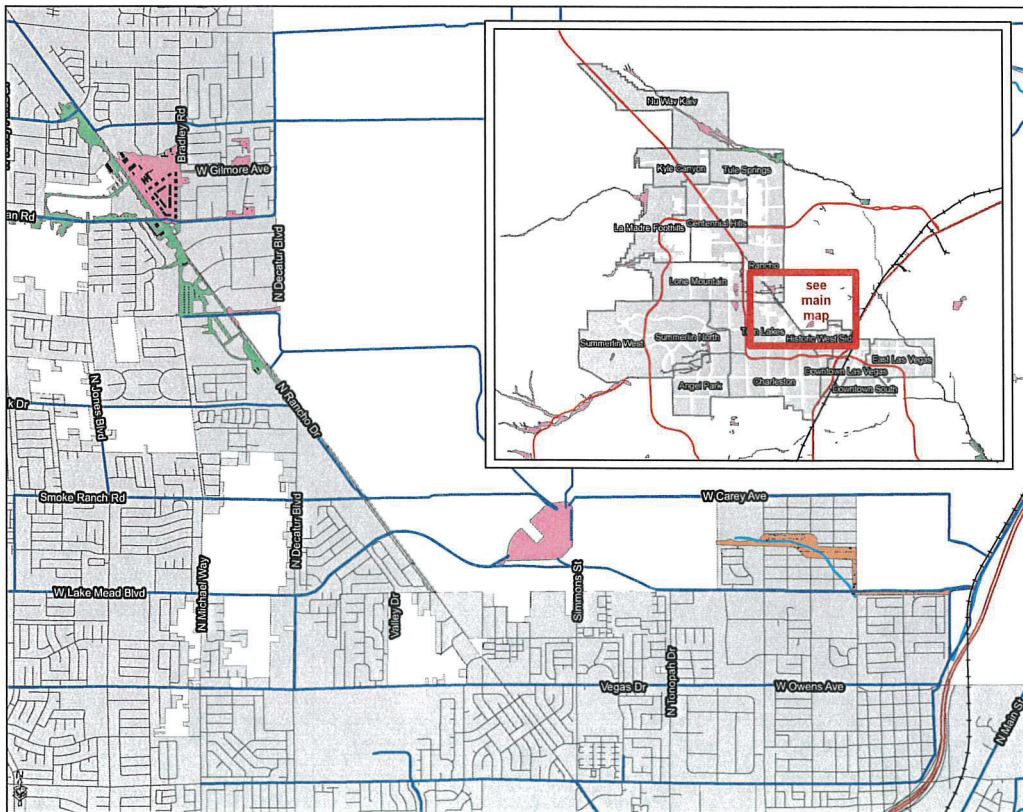 Bradley Rd
W Gilmore Ave
an Rd
N Decatur Blvd
N Jones Blvd
k Dr
N Rancho Dr
Smoke Ranch Rd
N Decatur Blvd
W Carey Ave
W Lake Mead Blvd
N Michael Way
Valley Dr
Simmons St
N Tonopah Dr
Vegas Dr
W Owens Ave
N Main St
Nu Wav Kaiv
Kyle Canyon
Tule Springs
La Madre Foothills
Centennial Hills
Rancho
Lone Mountain
see
main
map
Twin Lakes
Historic West Sid
Summerlin West
Summerlin North
East Las Vegas
Downtown Las Vegas
Angel Park
Charleston
Downtown South
N